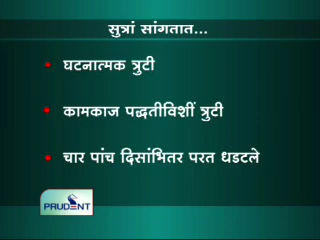 सुत्रां सांगतात...
घटनात्मक त्रुटी
कामकाज पद्धतीविशीं त्रुटी
चार पांच दिसांभितर परत धडटले
PRUDENT